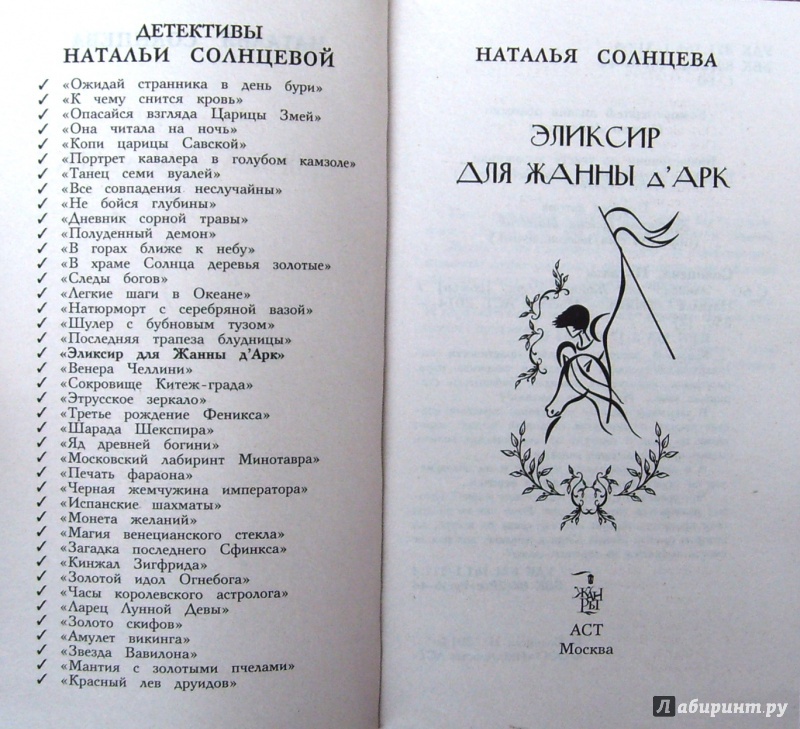 ДЕТЕКТИВЫ
НАТАЛЬИ СОЛНЦЕВОЙ
✓ «Ожидай странника в день бури»
✓ «К чему снится кровь»
✓ «Опасайся взгляда Царицы Змей»
✓ «Она читала на ночь»
✓ «Копи царицы Савской»
✓ «Портрет кавалера в голубом камзоле»
✓ «Танец семи вуалей»
✓ «Все совпадения неслучайны»
✓ «Не бойся глубины»
✓ «Дневник сорной травы»
✓ «Полуденный демон»
✓ «В горах ближе к небу»
✓ «В храме Солнца деревья золотые»
✓ «Следы богов»
✓ «Легкие шаги в Океане»
✓ «Натюрморт с серебряной вазой»
✓ «Шулер с бубновым тузом»
✓ «Последняя трапеза блудницы»
✓ «Эликсир для Жанны д'Арк»
✓ «Венера Челлини»
✓ «Сокровище Китеж-града»
✓ «Этрусское зеркало»
✓ «Третье рождение Феникса»
✓ «Шарада Шекспира»
✓ «Яд древней богини»
✓ «Московский лабиринт Минотавра»
✓ «Печать фараона»
✓ «Черная жемчужина императора»
✓ «Испанские шахматы»
✓ «Монета желаний»
✓ «Магия венецианского стекла»
✓ «Загадка последнего Сфинкса»
✓ «Кинжал Зигфрида»
✓ «Золотой идол Огнебога»
✓ «Часы королевского астролога»
✓ «Ларец Лунной Девы»
✓ «Золото скифов»
✓ «Амулет викинга»
✓ «Звезда Вавилона»
✓ «Мантия с золотыми пчелами»
✓ «Красный лев друидов»
НАТАЛЬЯ СОЛНЦЕВА
ЭЛИКСИР
ДЛЯ ЖАННЫ д'АРК
ЖАН
РЫ
АСТ
Москва
Лабиринт.ру